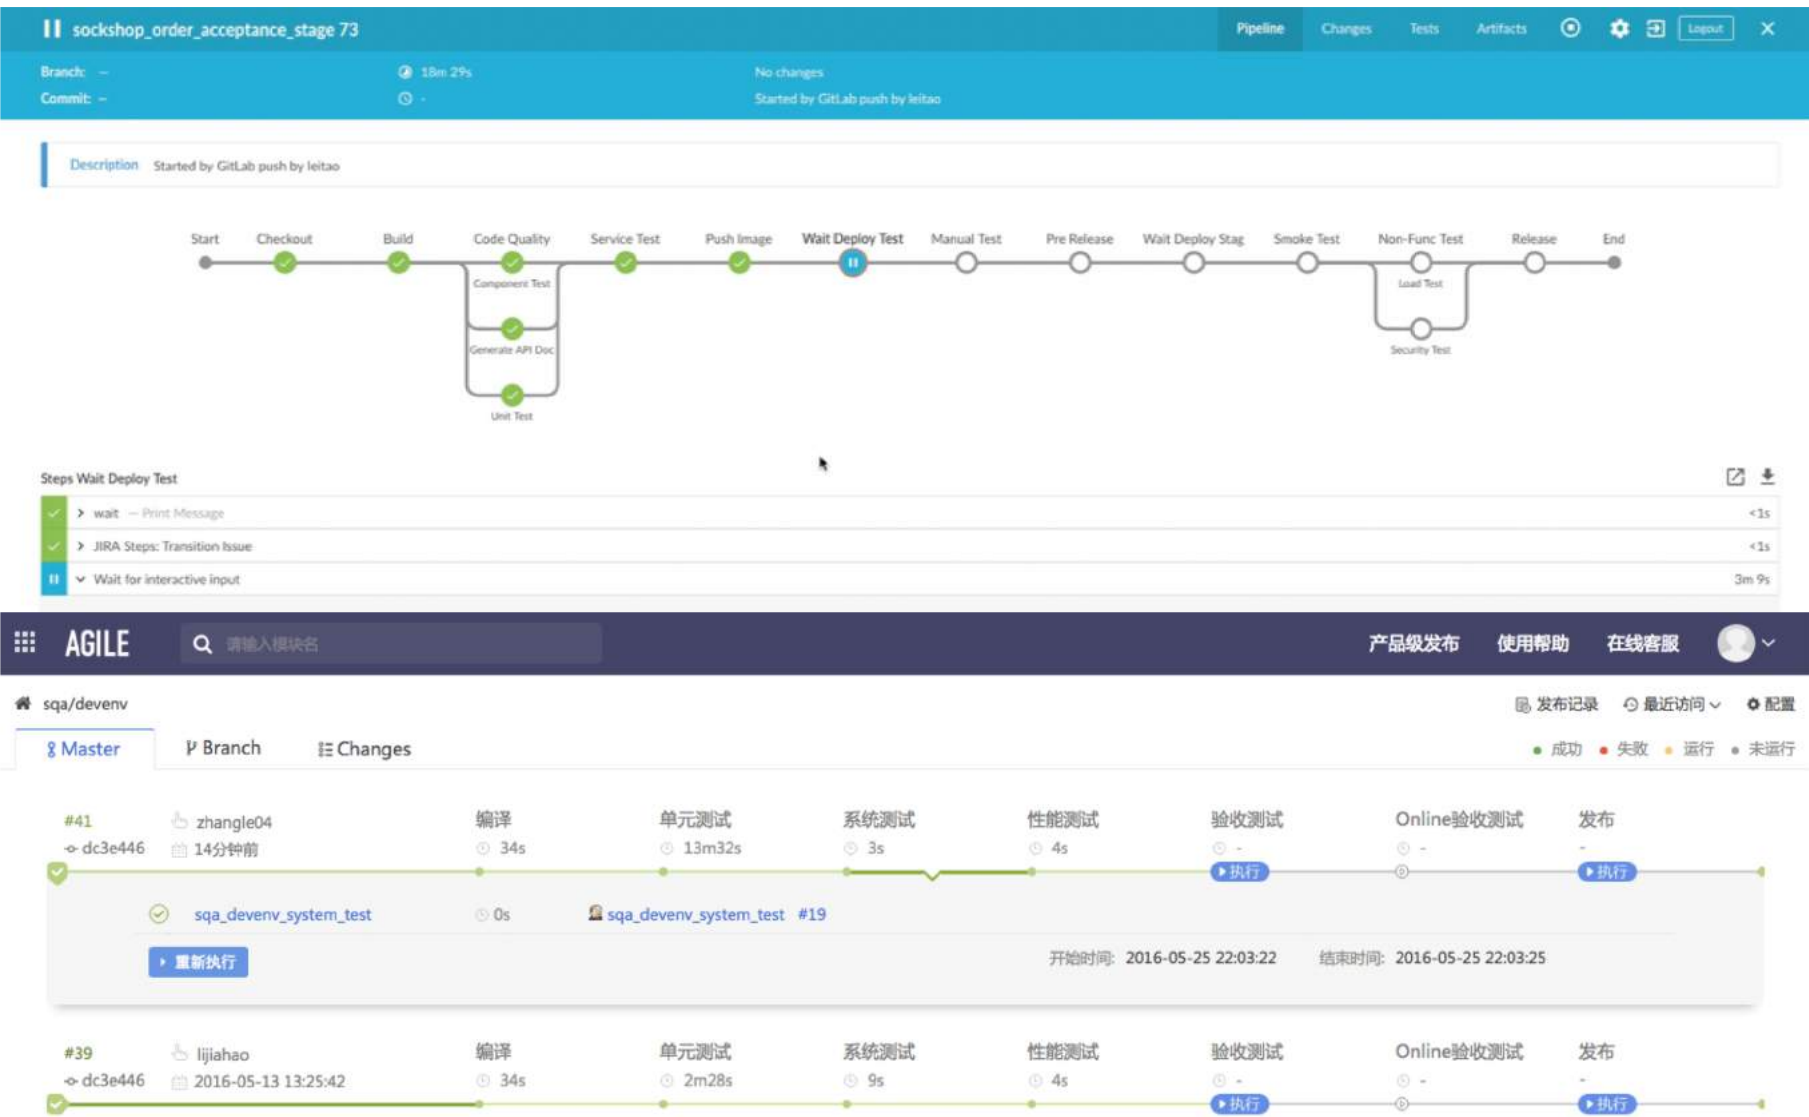 sockshop_order_acceptance_stage 73 Pipeline Changes Tests Artifacts Logout
Branch: — 18m 29s No changes
Commit: — - Started by GitLab push by leitao
Description Started by GitLab push by leitao
Start Checkout Build Code Quality Service Test Push Image Wait Deploy Test Manual Test Pre Release Wait Deploy Stag Smoke Test Non-Func Test Release End
Component Test Load Test
Generate API Doc Security Test
Unit Test
Steps Wait Deploy Test
wait — Print Message <1s
JIRA Steps: Transition Issue <1s
Wait for interactive input 3m 9s
AGILE 请输入模块名 产品级发布 使用帮助 在线客服
sqa/devenv 发布记录 最近访问 配置
Master Branch Changes 成功 失败 运行 未运行
#41 zhangle04 编译 单元测试 系统测试 性能测试 验收测试 Online验收测试 发布
dc3e446 14分钟前 34s 13m32s 3s 4s - - -
执行 执行
sqa_devenv_system_test 0s sqa_devenv_system_test #19
重新执行 开始时间: 2016-05-25 22:03:22 结束时间: 2016-05-25 22:03:25
#39 lijiahao 编译 单元测试 系统测试 性能测试 验收测试 Online验收测试 发布
dc3e446 2016-05-13 13:25:42 34s 2m28s 9s 4s - - -
执行 执行